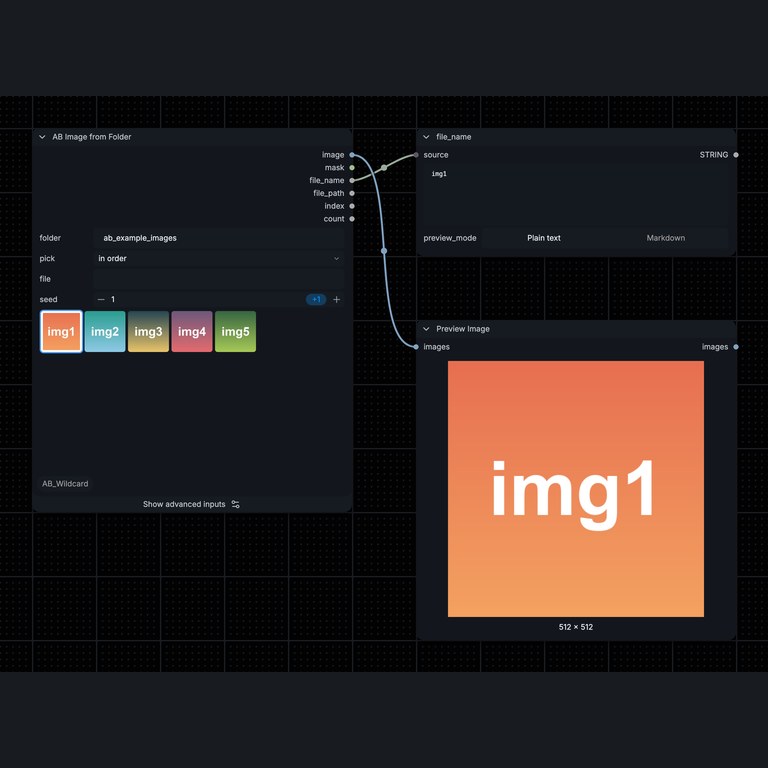 AB Image from Folder
image
mask
file_name
file_path
index
count
folder ab_example_images
pick in order
file
seed 1 +1
img1 img2 img3 img4 img5
AB_Wildcard
Show advanced inputs
file_name
source STRING
img1
preview_mode Plain text Markdown
Preview Image
images images
img1
512 × 512